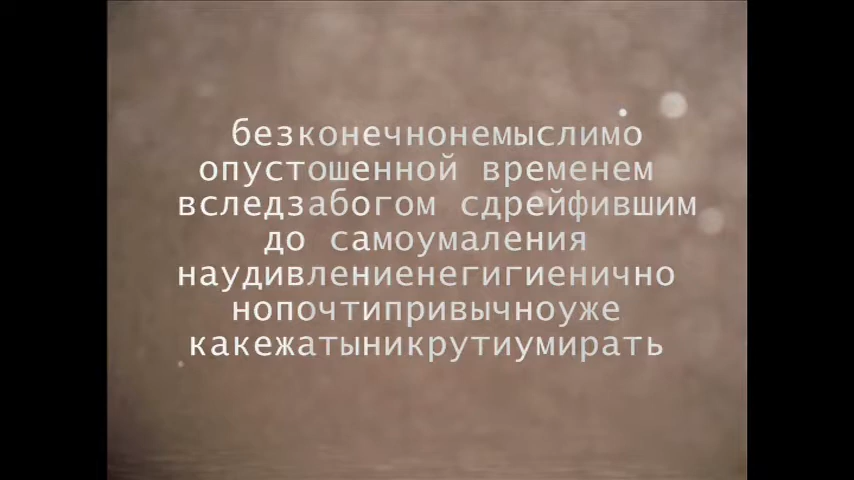 безконечнонемыслимо
опустошенной временем
вследзабогом сдрейфившим
до самоумаления
наудивлениенегигиенично
нопочтипривычноуже
какежатыникрутиумирать